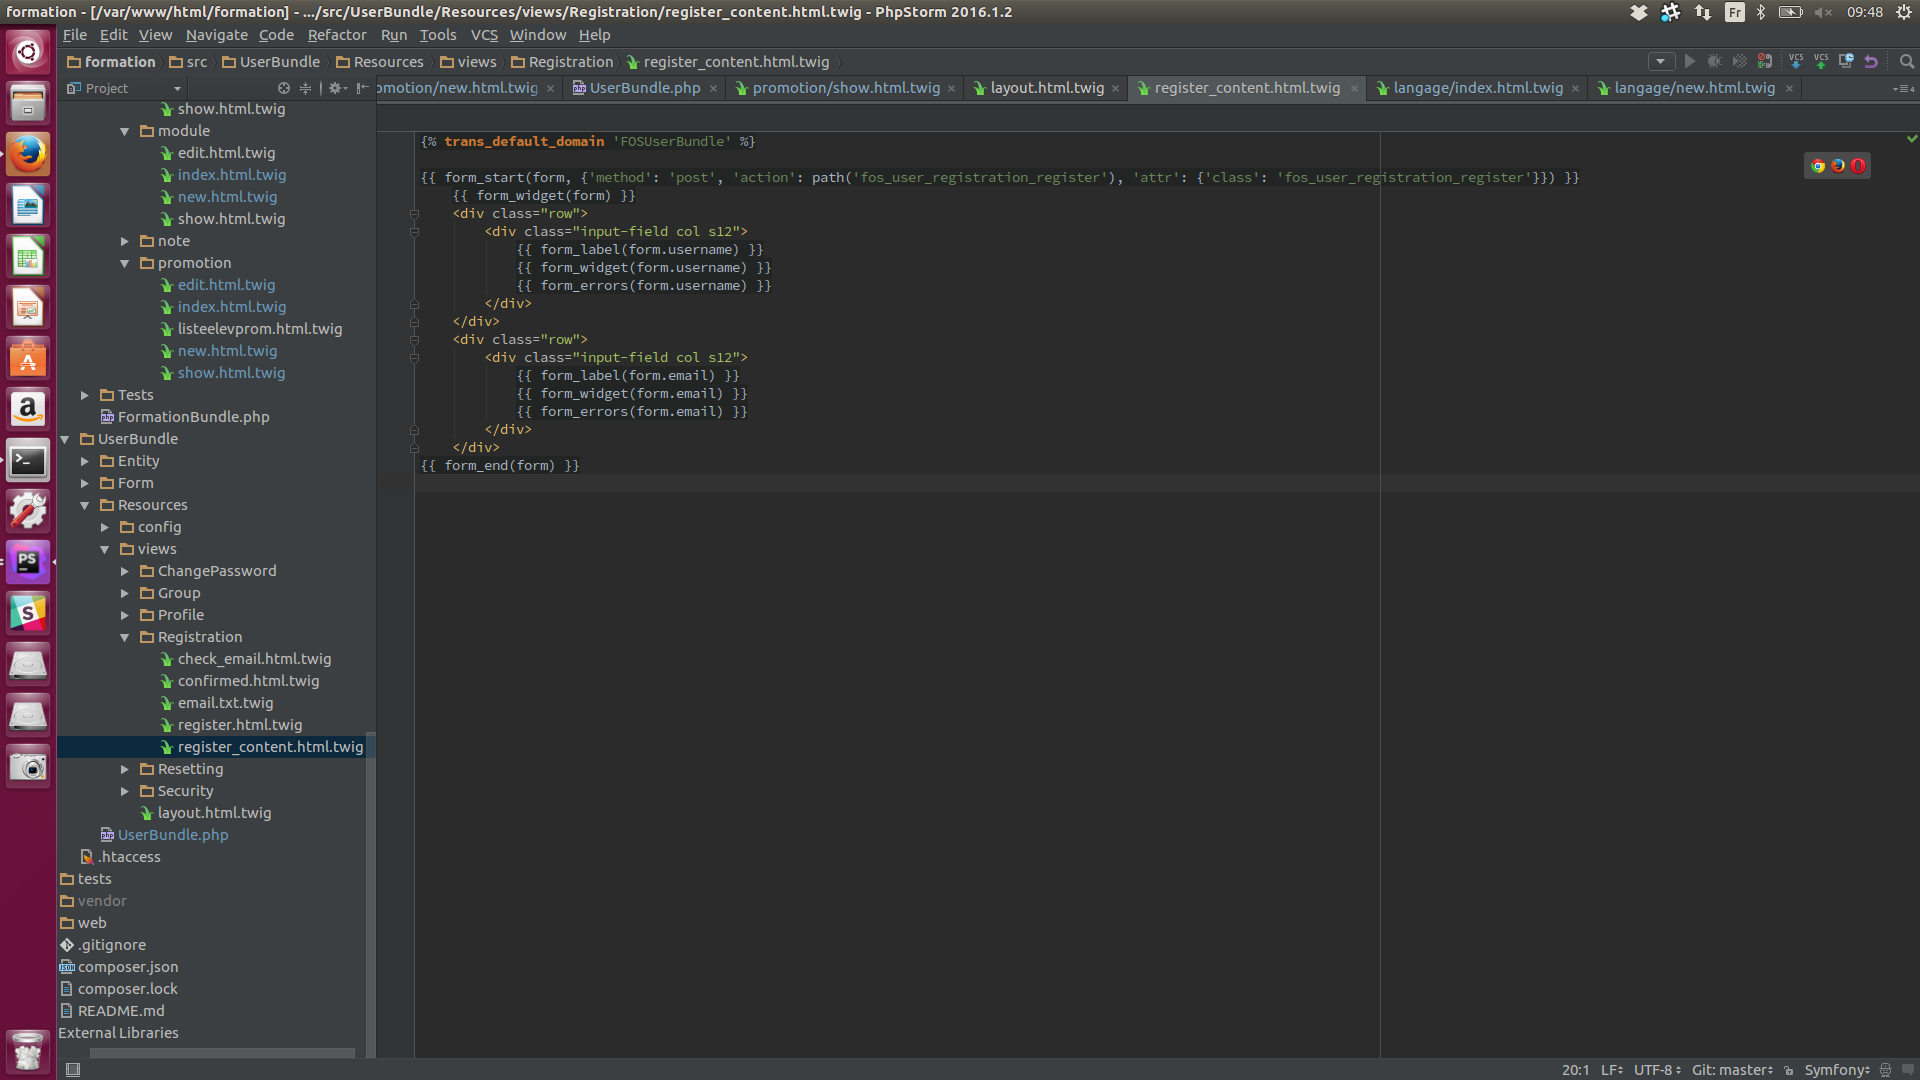 formation - [/var/www/html/formation] - .../src/UserBundle/Resources/views/Registration/register_content.html.twig - PhpStorm 2016.1.2
Fr
09:48
File Edit View Navigate Code Refactor Run Tools VCS Window Help
formation src UserBundle Resources views Registration register_content.html.twig
VCS VCS
Project
omotion/new.html.twig UserBundle.php promotion/show.html.twig layout.html.twig register_content.html.twig langage/index.html.twig langage/new.html.twig
4
show.html.twig
module
edit.html.twig
index.html.twig
new.html.twig
show.html.twig
note
promotion
edit.html.twig
index.html.twig
listeelevprom.html.twig
new.html.twig
show.html.twig
Tests
FormationBundle.php
UserBundle
Entity
Form
Resources
config
views
ChangePassword
Group
Profile
Registration
check_email.html.twig
confirmed.html.twig
email.txt.twig
register.html.twig
register_content.html.twig
Resetting
Security
layout.html.twig
UserBundle.php
.htaccess
tests
vendor
web
.gitignore
composer.json
composer.lock
README.md
External Libraries
{% trans_default_domain 'FOSUserBundle' %}
{{ form_start(form, {'method': 'post', 'action': path('fos_user_registration_register'), 'attr': {'class': 'fos_user_registration_register'}}) }}
{{ form_widget(form) }}
<div class="row">
<div class="input-field col s12">
{{ form_label(form.username) }}
{{ form_widget(form.username) }}
{{ form_errors(form.username) }}
</div>
</div>
<div class="row">
<div class="input-field col s12">
{{ form_label(form.email) }}
{{ form_widget(form.email) }}
{{ form_errors(form.email) }}
</div>
</div>
{{ form_end(form) }}
PS
20:1 LF UTF-8 Git: master Symfony